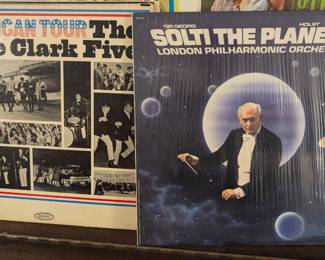 ICAN TOUR The
Clark Five
SIR GEORG HOLST
SOLTI THE PLANE
LONDON PHILHARMONIC ORCHE